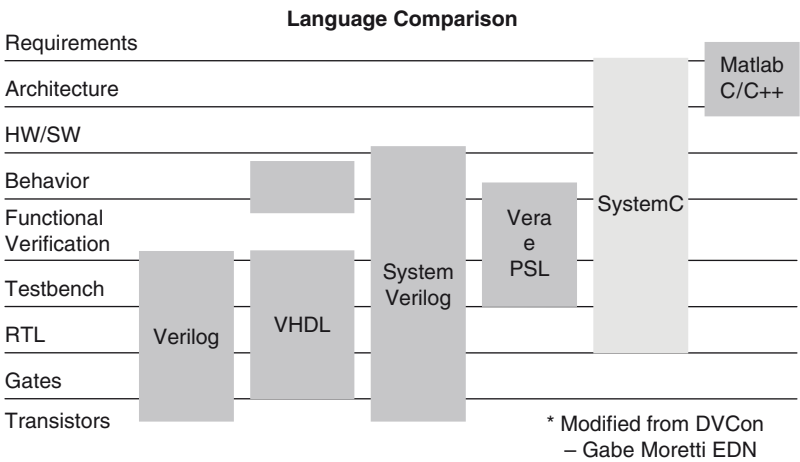 Language Comparison
Requirements
Architecture
HW/SW
Behavior
Functional
Verification
Testbench
RTL
Gates
Transistors
Verilog
VHDL
System
Verilog
Vera
e
PSL
SystemC
Matlab
C/C++
* Modified from DVCon
– Gabe Moretti EDN